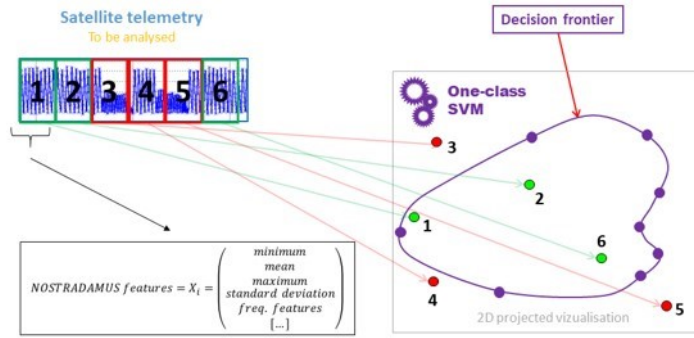 Satellite telemetry
To be analysed
1 2 3 4 5 6
Decision frontier
One-class
SVM
3
2
1
6
4
5
2D projected vizualisation
NOSTRADAMUS features = Xᵢ =
minimum
mean
maximum
standard deviation
freq. features
[...]